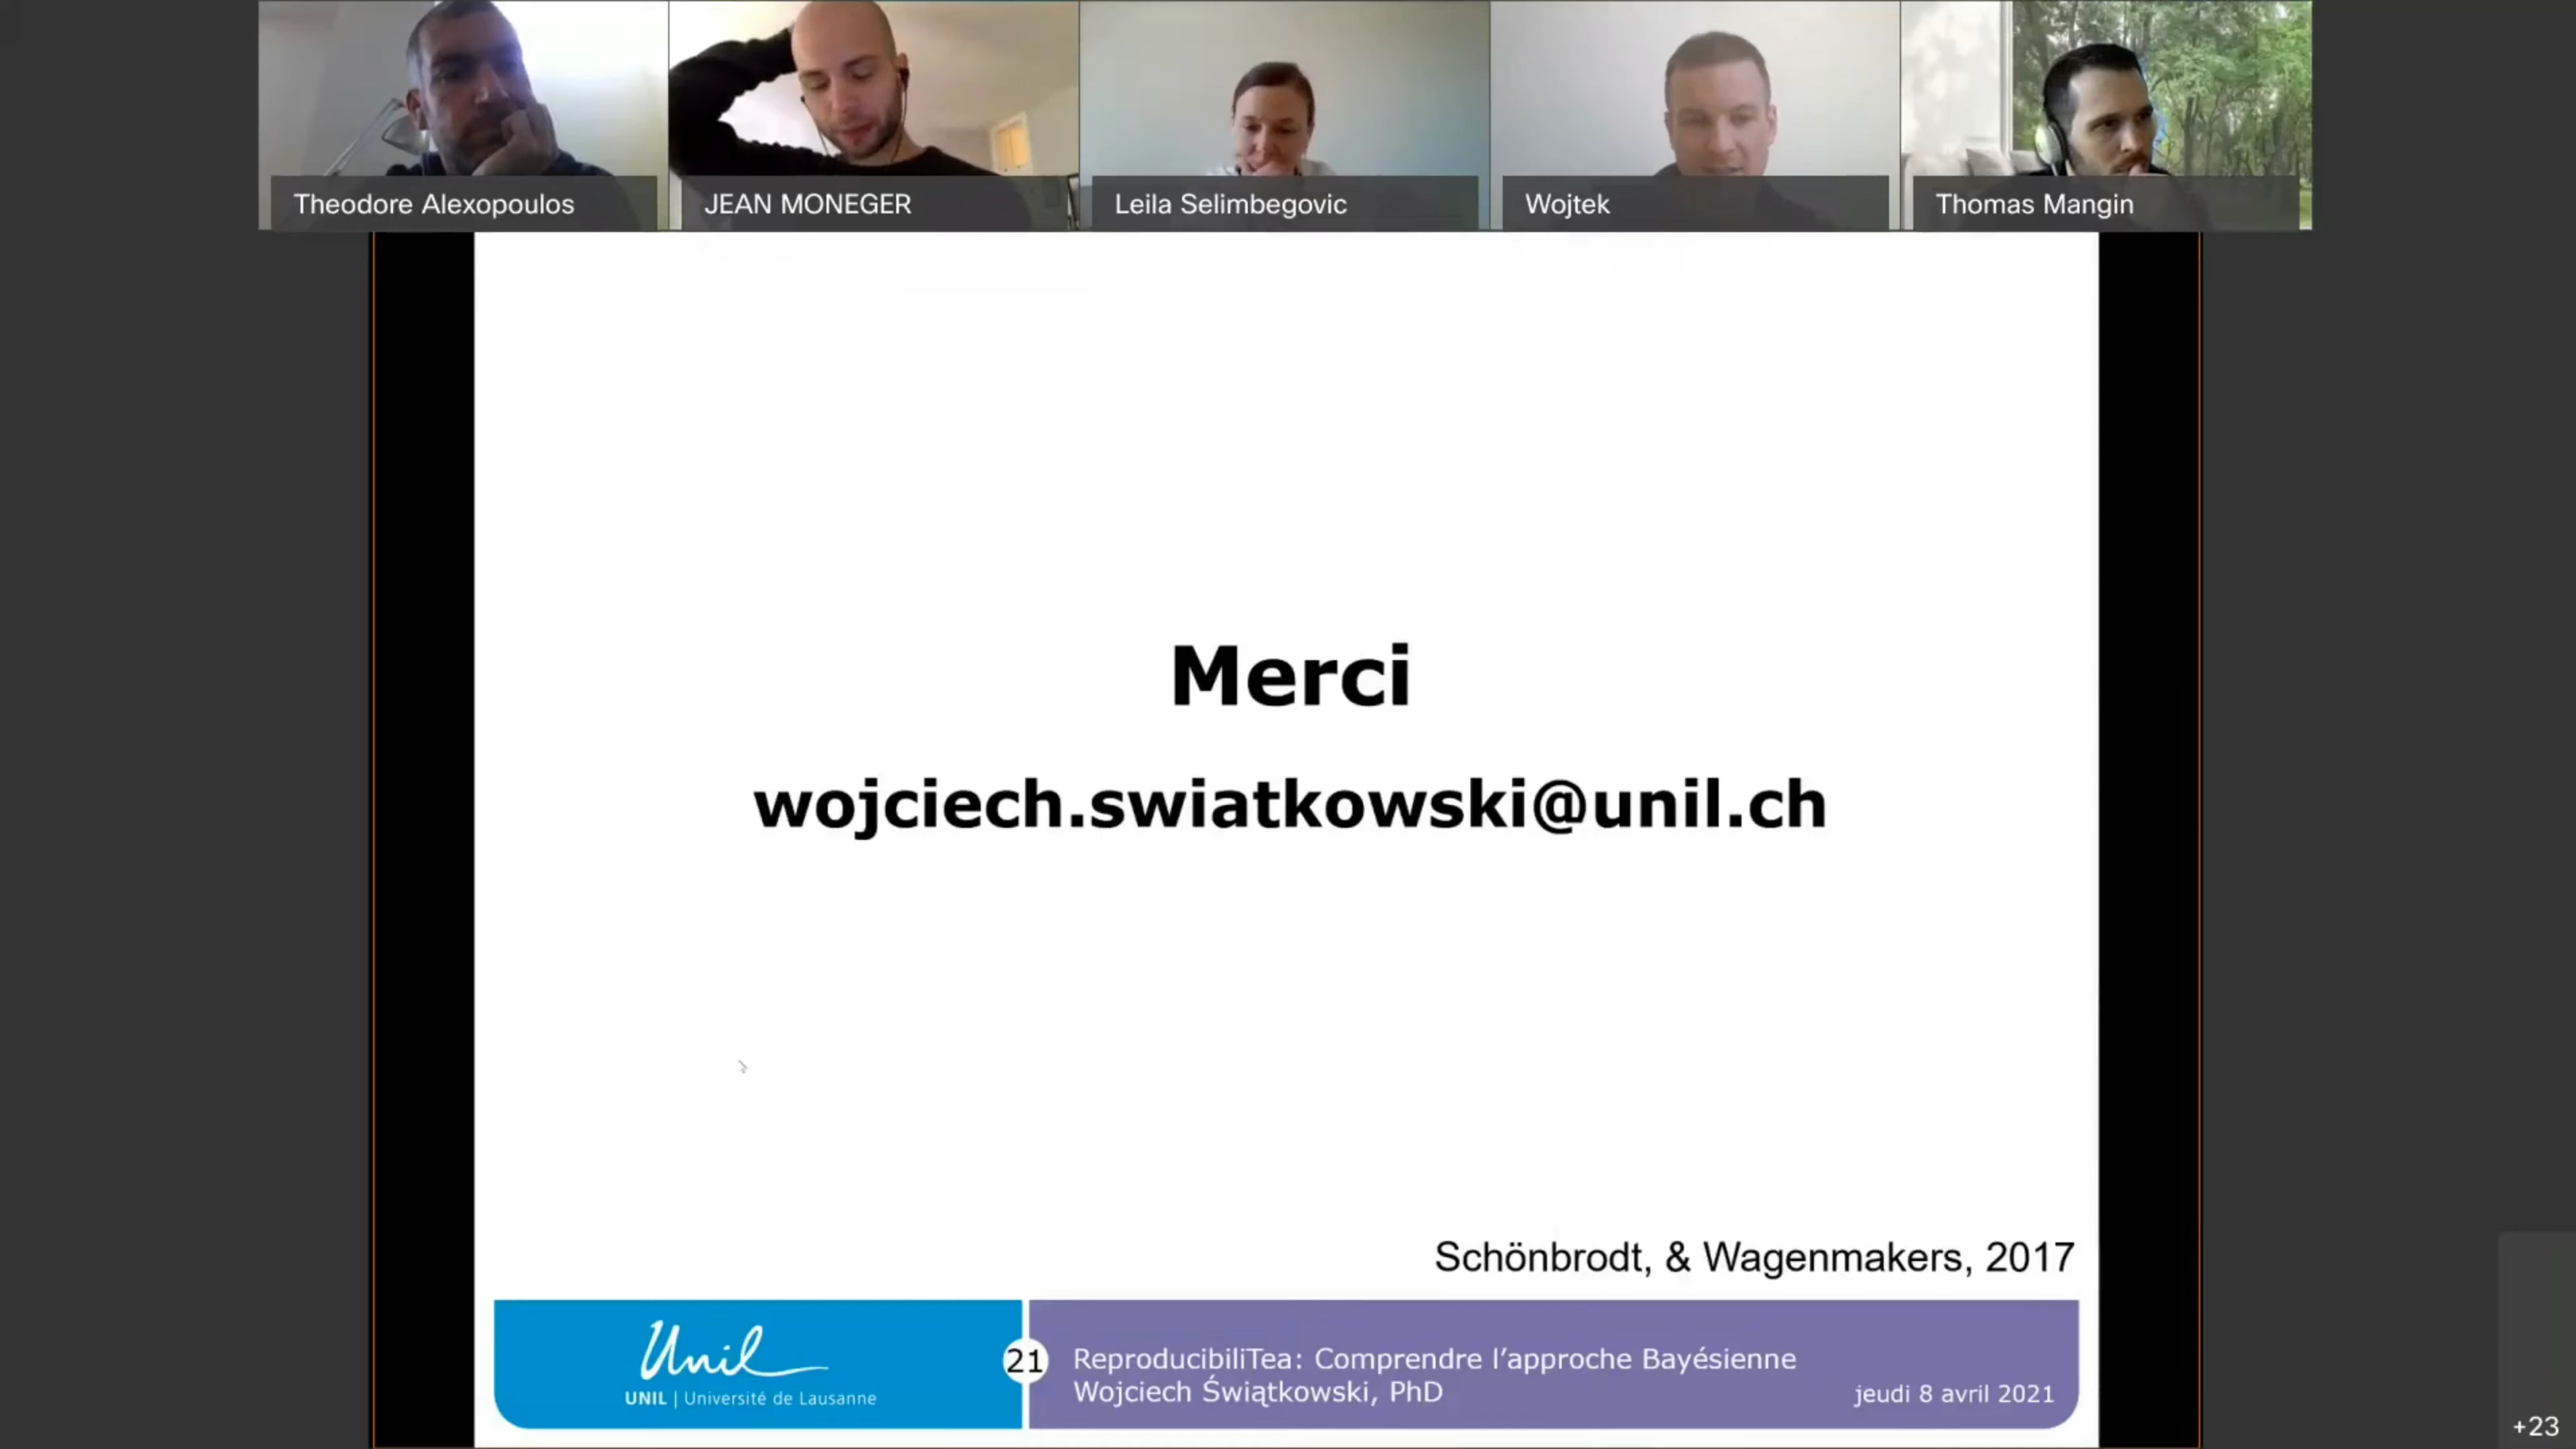 Theodore Alexopoulos
JEAN MONEGER
Leila Selimbegovic
Wojtek
Thomas Mangin
Merci
wojciech.swiatkowski@unil.ch
Schönbrodt, & Wagenmakers, 2017
Unil
UNIL | Université de Lausanne
21
ReproducibiliTea: Comprendre l'approche Bayésienne
Wojciech Świątkowski, PhD
jeudi 8 avril 2021
+23